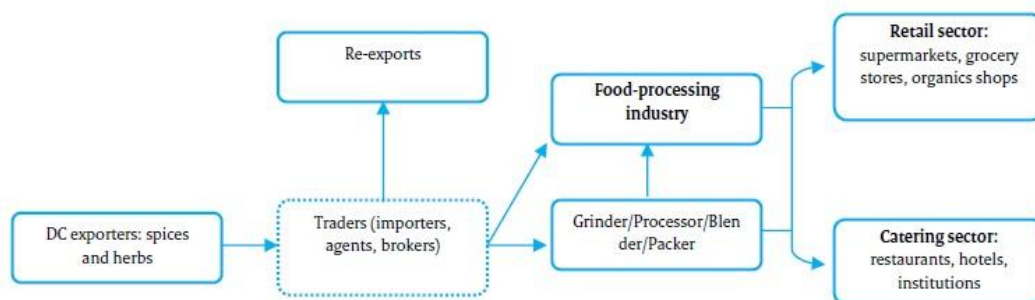 Re-exports
Food-processing
industry
Retail sector:
supermarkets, grocery
stores, organics shops
DC exporters: spices
and herbs
Traders (importers,
agents, brokers)
Grinder/Processor/Blen
der/Packer
Catering sector:
restaurants, hotels,
institutions